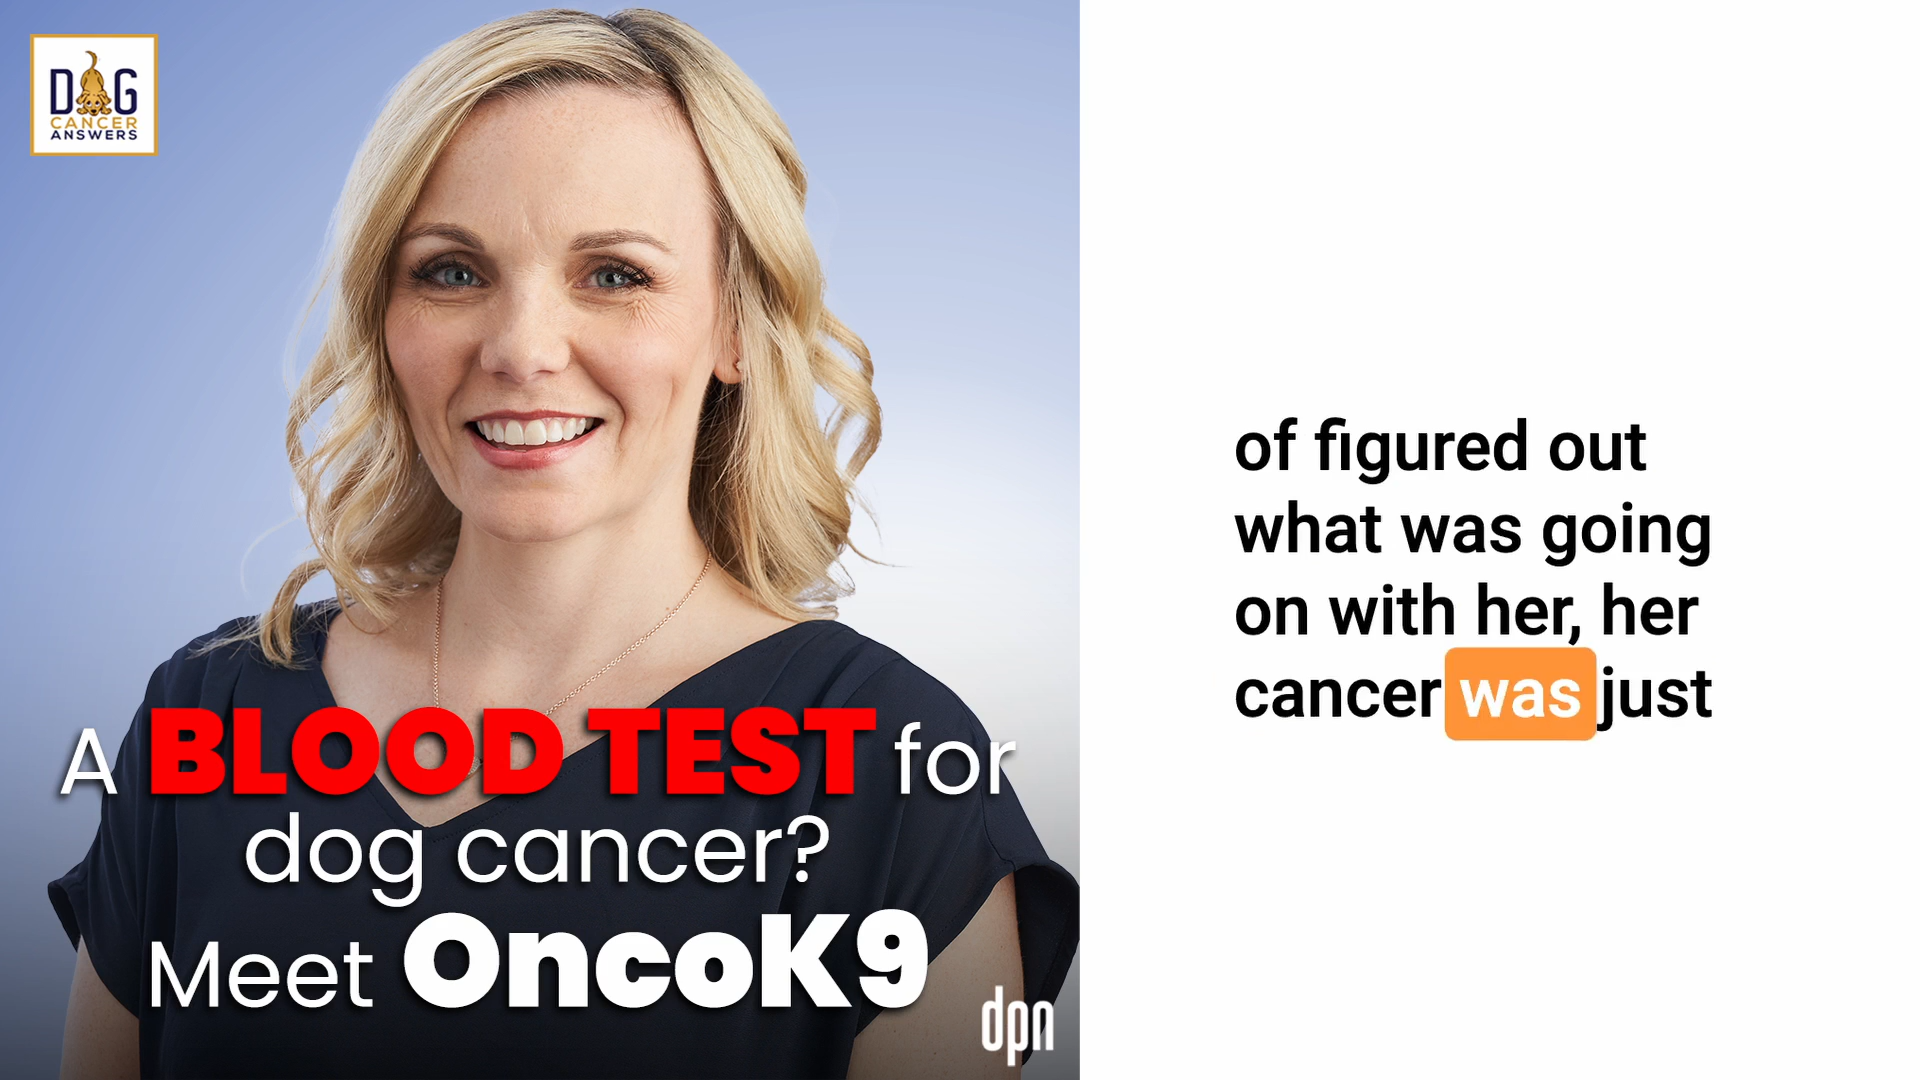 DOG
CANCER
ANSWERS
A BLOOD TEST for
dog cancer?
Meet OncoK9
dpn
of figured out
what was going
on with her, her
cancer was just